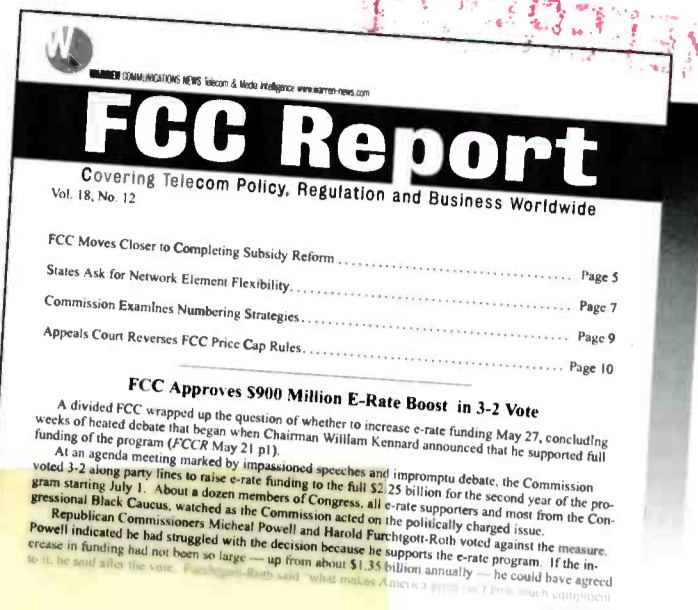 W
WARREN COMMUNICATIONS NEWS Telecom & Media Intelligence www.warren-news.com
FCC Report
Covering Telecom Policy, Regulation and Business Worldwide
Vol. 18, No. 12
FCC Moves Closer to Completing Subsidy Reform ........................... Page 5
States Ask for Network Element Flexibility........................... Page 7
Commission Examines Numbering Strategies........................... Page 9
Appeals Court Reverses FCC Price Cap Rules........................... Page 10
FCC Approves $900 Million E-Rate Boost in 3-2 Vote
A divided FCC wrapped up the question of whether to increase e-rate funding May 27, concluding
weeks of heated debate that began when Chairman William Kennard announced that he supported full
funding of the program (FCCR May 21 p1).
At an agenda meeting marked by impassioned speeches and impromptu debate, the Commission
voted 3-2 along party lines to raise e-rate funding to the full $2.25 billion for the second year of the pro-
gram starting July 1. About a dozen members of Congress, all e-rate supporters and most from the Con-
gressional Black Caucus, watched as the Commission acted on the politically charged issue.
Republican Commissioners Micheal Powell and Harold Furchtgott-Roth voted against the measure.
Powell indicated he had struggled with the decision because he supports the e-rate program. If the in-
crease in funding had not been so large — up from about $1.35 billion annually — he could have agreed
to it, he said after the vote. Furchtgott-Roth said "what makes America great isn't how much equipment